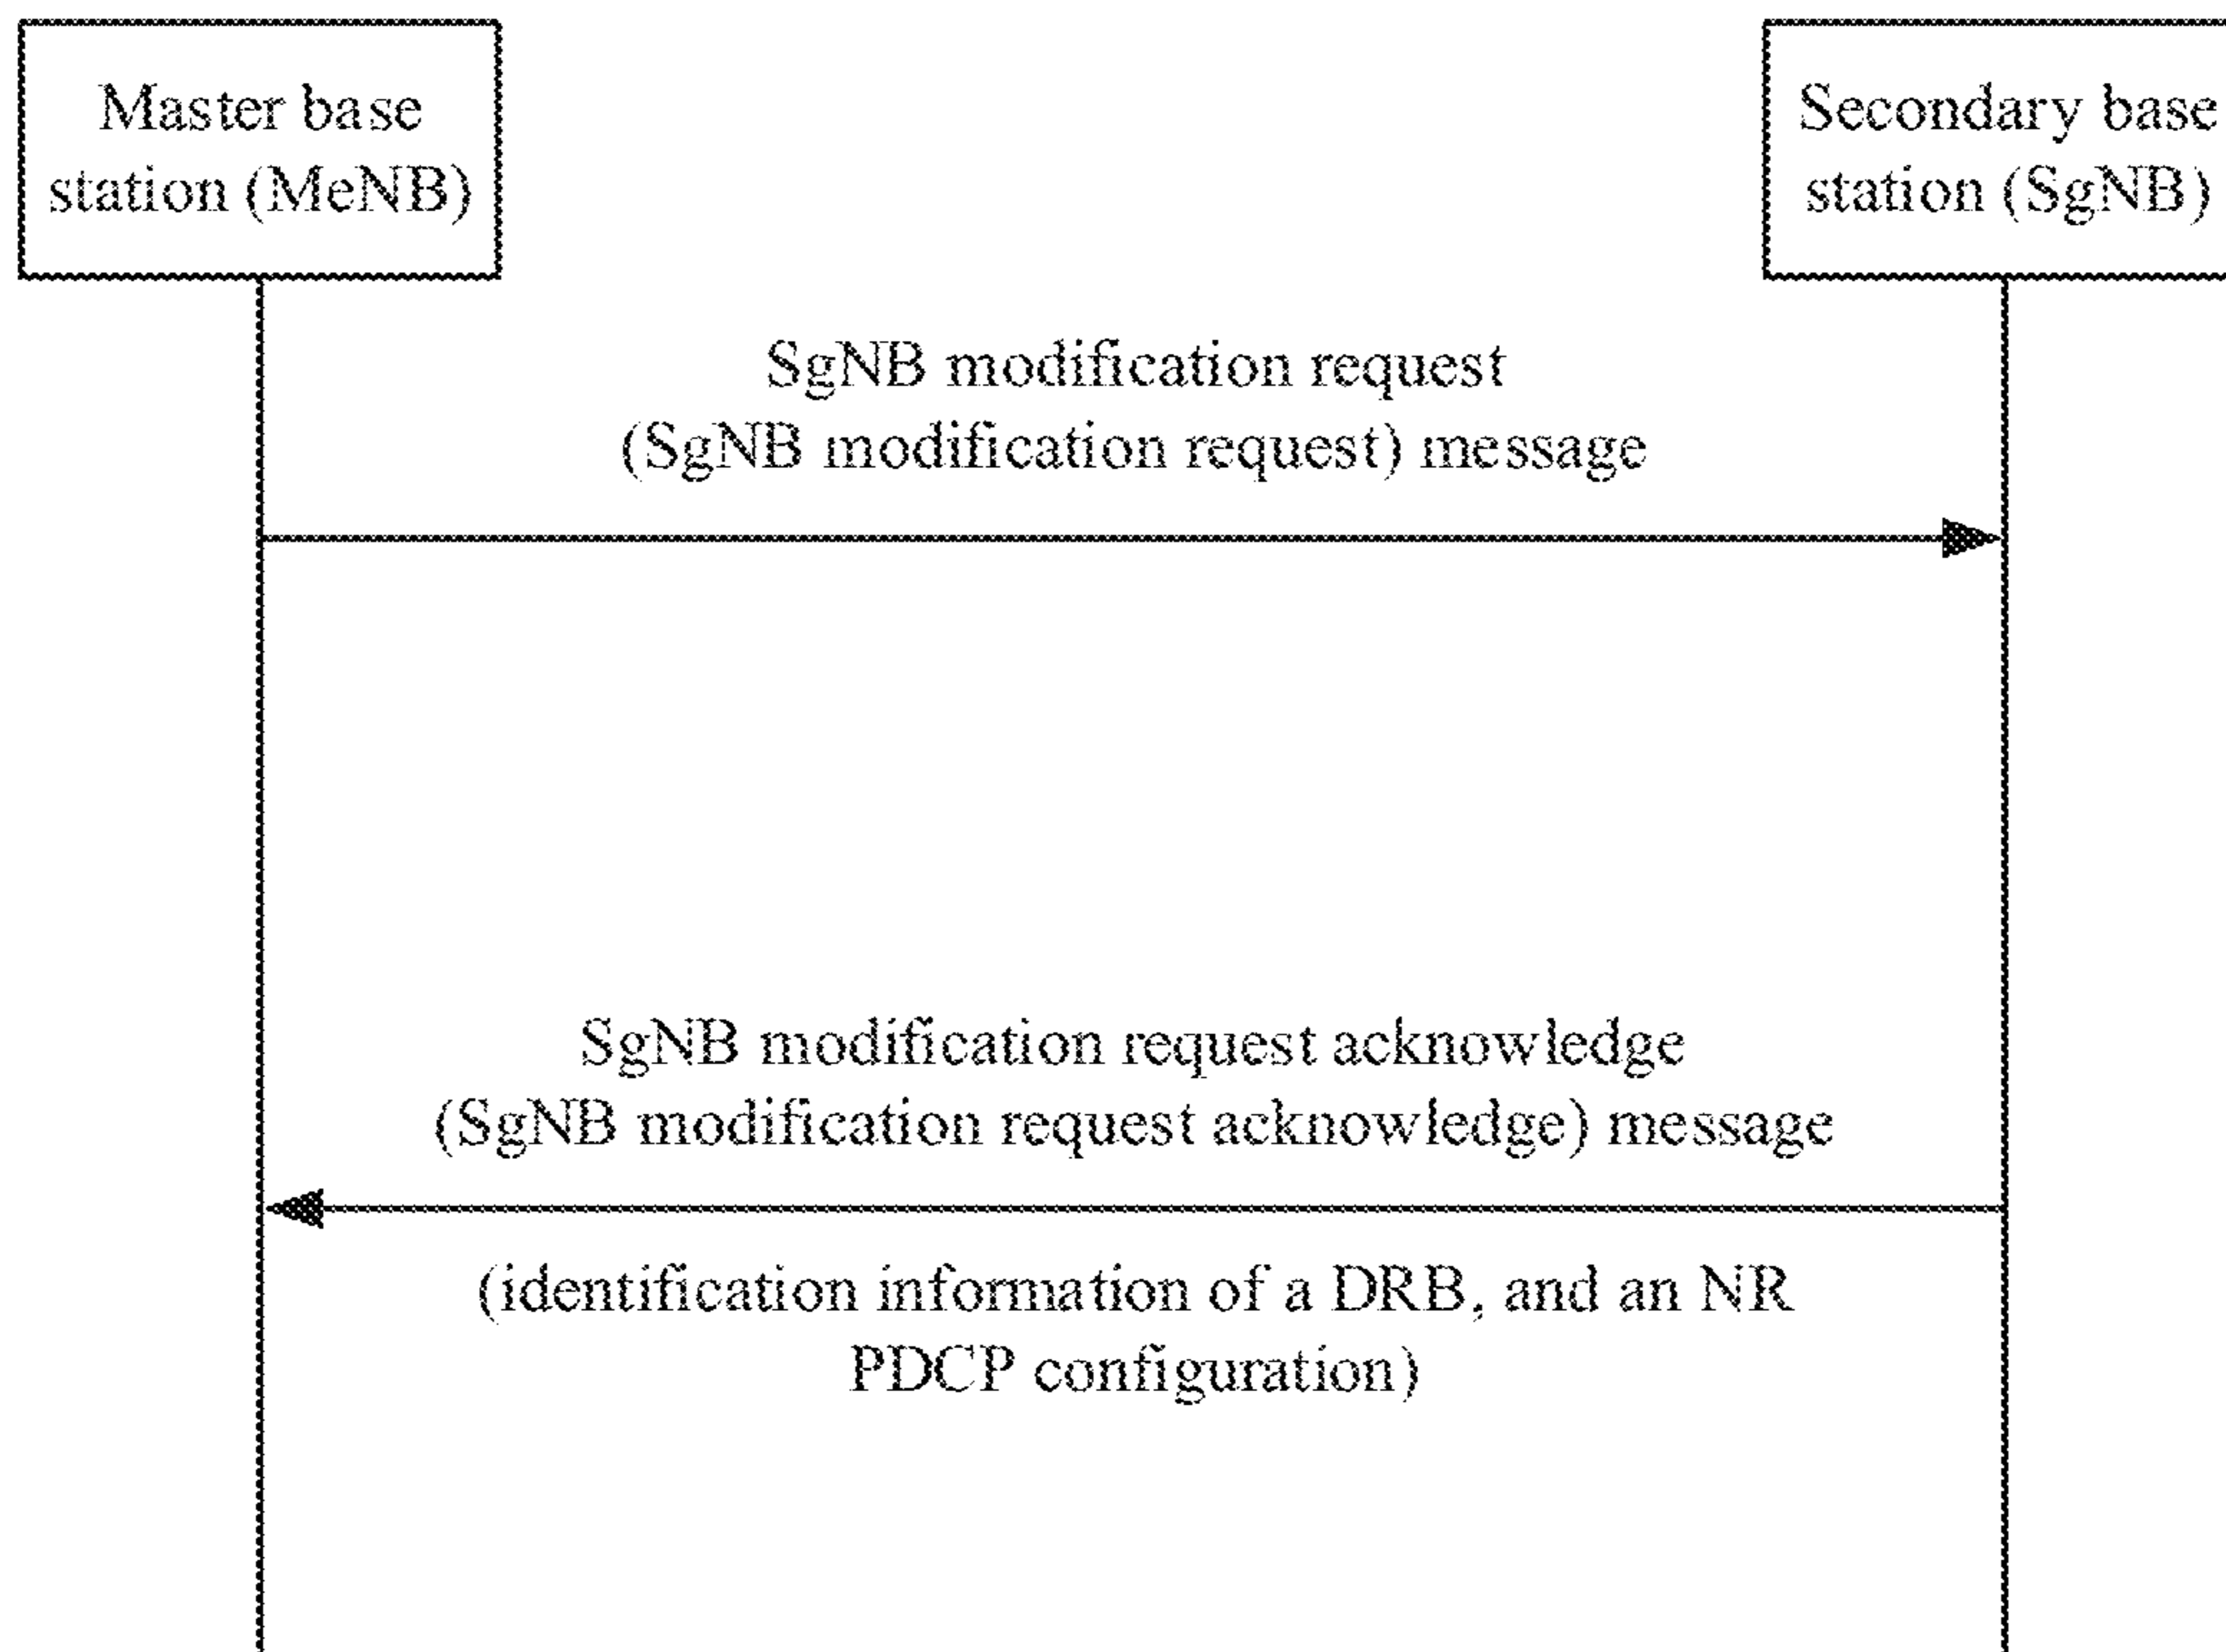 Master base
station (MeNB)
Secondary base
station (SgNB)
SgNB modification request
(SgNB modification request) message
SgNB modification request acknowledge
(SgNB modification request acknowledge) message
(identification information of a DRB, and an NR
PDCP configuration)